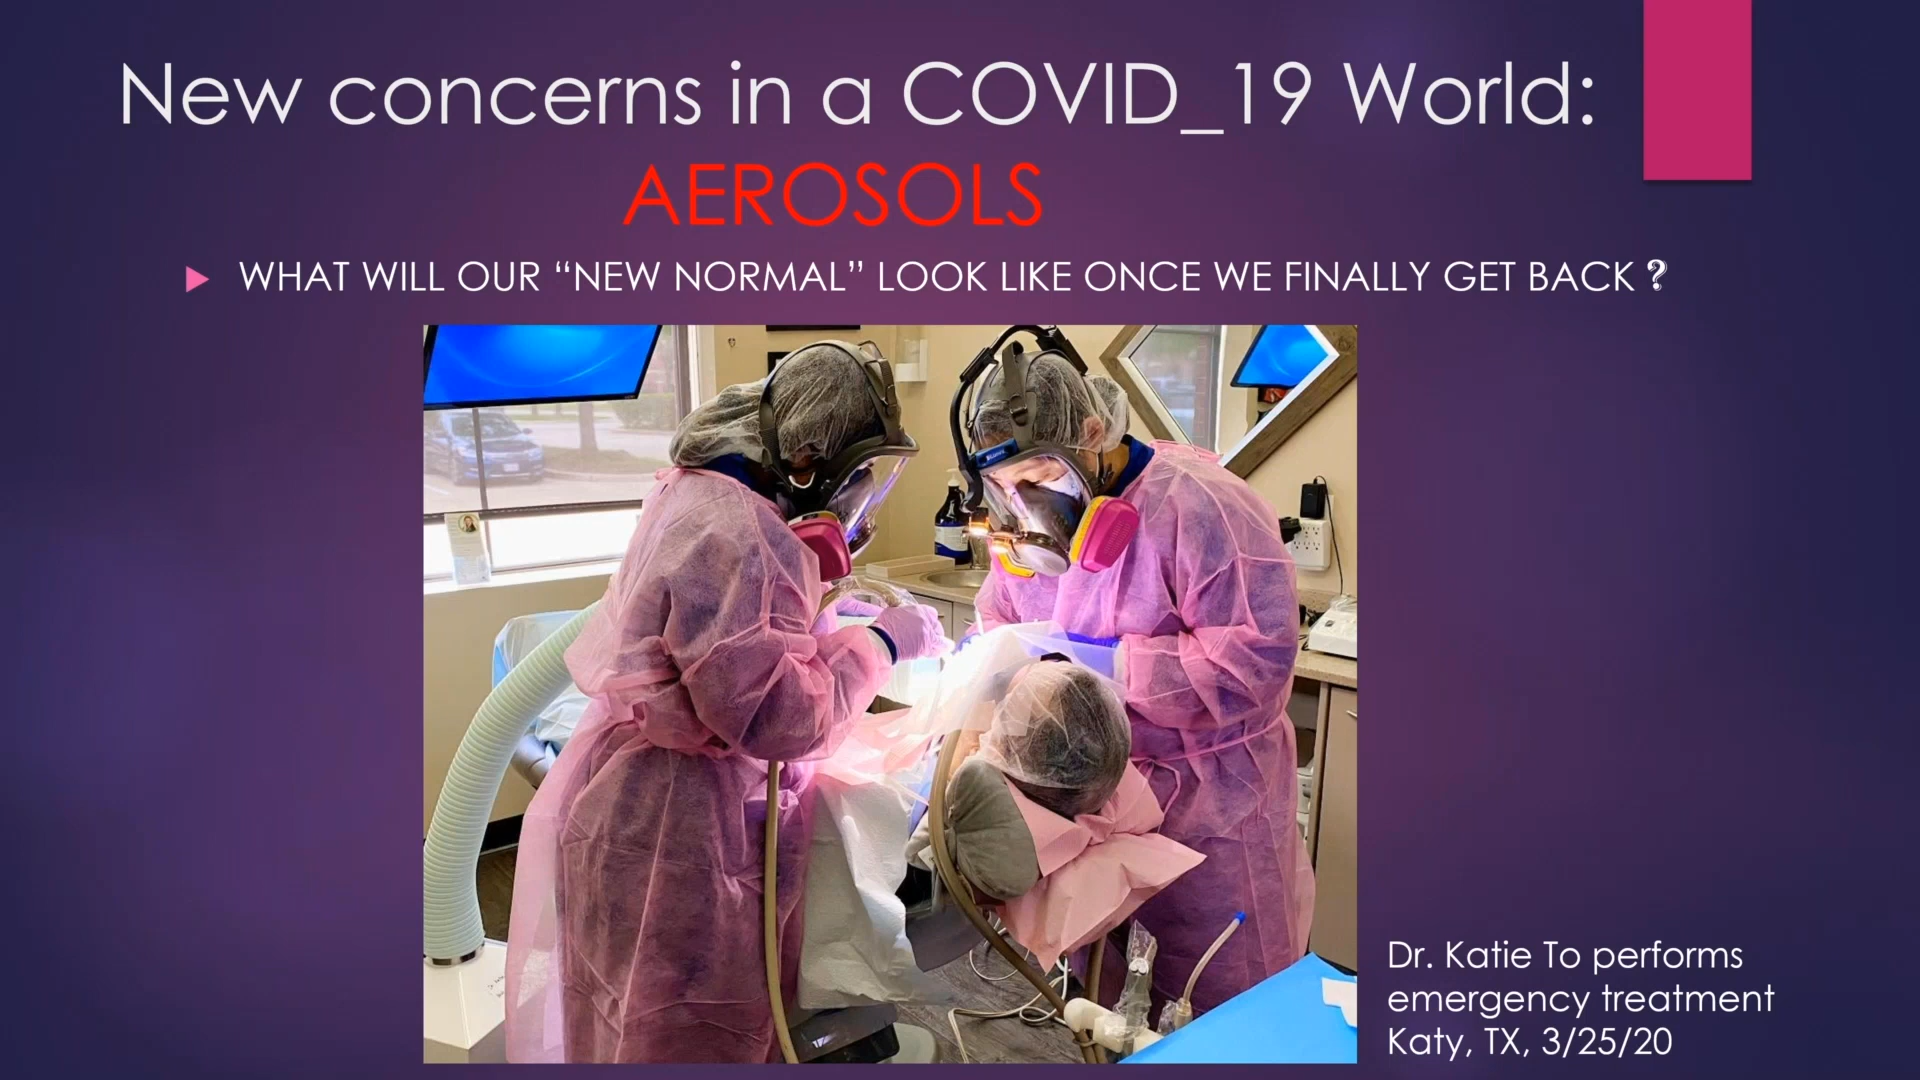 New concerns in a COVID_19 World:
AEROSOLS
WHAT WILL OUR “NEW NORMAL” LOOK LIKE ONCE WE FINALLY GET BACK ?
Dr. Katie To performs
emergency treatment
Katy, TX, 3/25/20